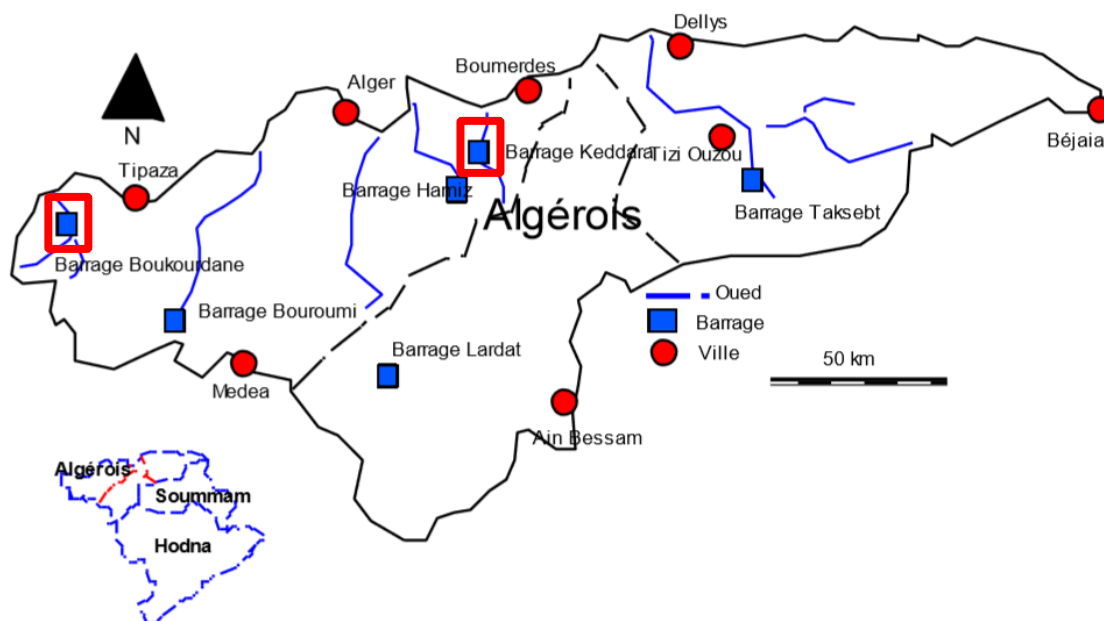 Dellys
Boumerdes
Alger
N
Béjaia
Barrage Keddara
Tizi Ouzou
Tipaza
Barrage Hamiz
Algérois
Barrage Taksebt
Barrage Boukourdane
Oued
Barrage Bouroumi
Barrage
Barrage Lardat
Ville
50 km
Medea
Ain Bessam
Algérois
Soummam
Hodna